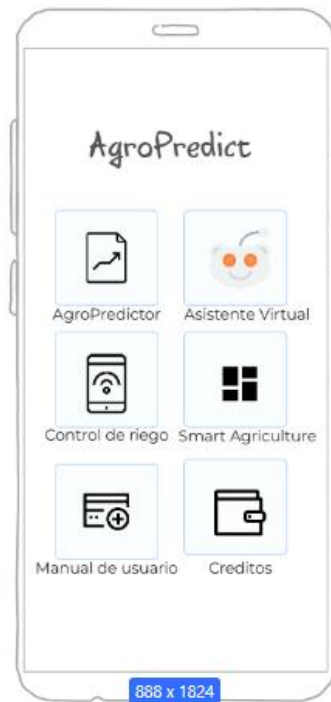 AgroPredict
AgroPredictor
Asistente Virtual
Control de riego
Smart Agriculture
Manual de usuario
Creditos
888 x 1824